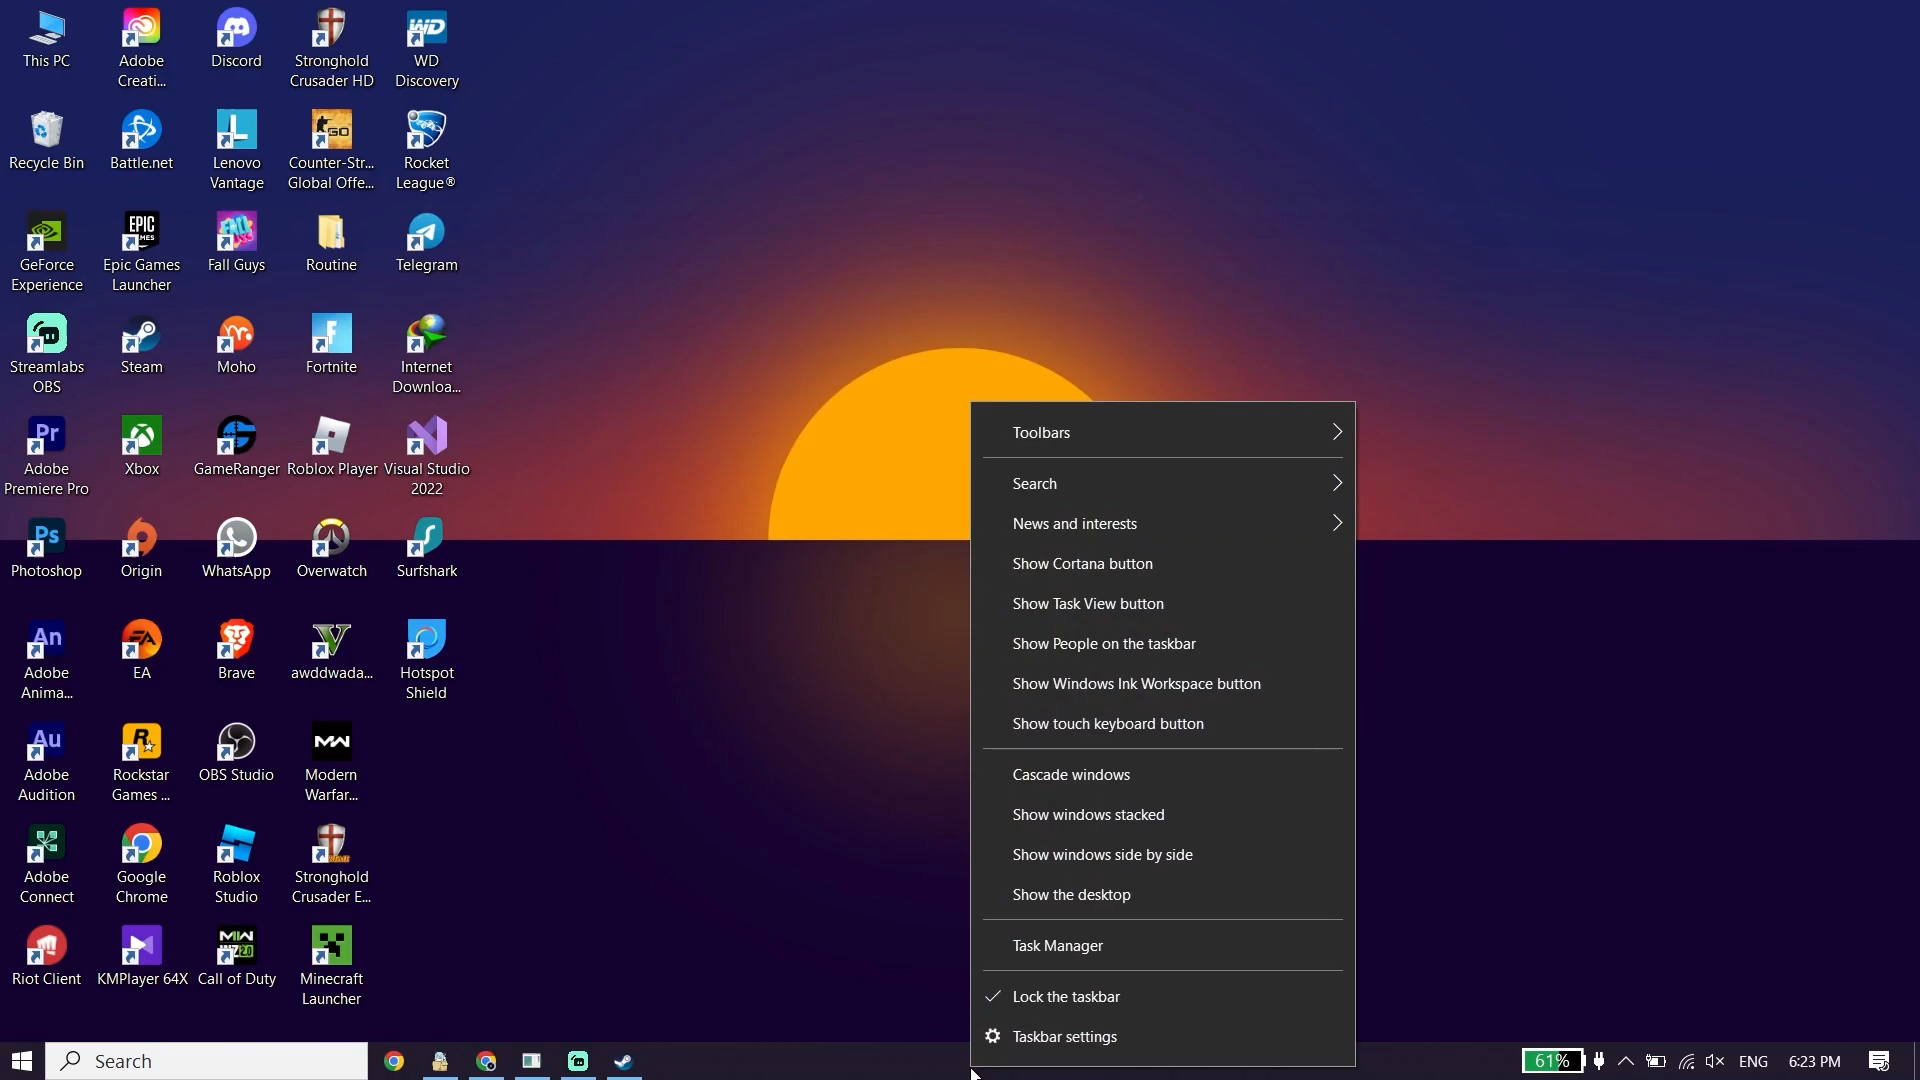 This PC
Adobe
Creati...
Discord
Stronghold
Crusader HD
WD
Discovery
Recycle Bin
Battle.net
Lenovo
Vantage
Counter-Str...
Global Offe...
Rocket
League®
GeForce
Experience
Epic Games
Launcher
Fall Guys
Routine
Telegram
Streamlabs
OBS
Steam
Moho
Fortnite
Internet
Downloa...
Adobe
Premiere Pro
Xbox
GameRanger
Roblox Player
Visual Studio
2022
Photoshop
Origin
WhatsApp
Overwatch
Surfshark
Adobe
Anima...
EA
Brave
awddwada...
Hotspot
Shield
Adobe
Audition
Rockstar
Games ...
OBS Studio
Modern
Warfar...
Adobe
Connect
Google
Chrome
Roblox
Studio
Stronghold
Crusader E...
Riot Client
KMPlayer 64X
Call of Duty
Minecraft
Launcher
Toolbars
Search
News and interests
Show Cortana button
Show Task View button
Show People on the taskbar
Show Windows Ink Workspace button
Show touch keyboard button
Cascade windows
Show windows stacked
Show windows side by side
Show the desktop
Task Manager
Lock the taskbar
Taskbar settings
Search
61%
ENG
6:23 PM